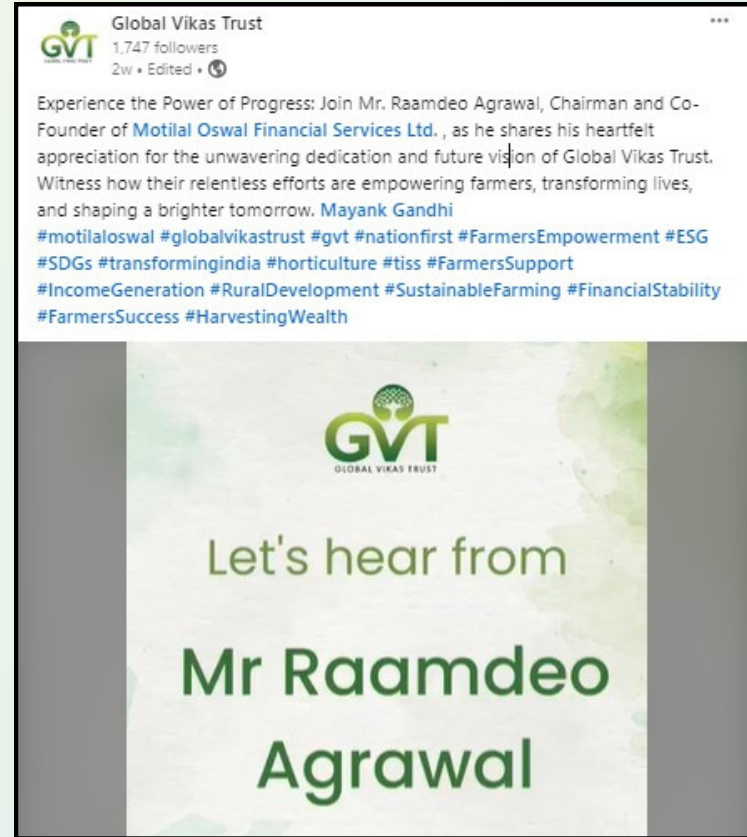 Global Vikas Trust
GVT
GLOBAL VIKAS TRUST
1,747 followers
2w • Edited •
Experience the Power of Progress: Join Mr. Raamdeo Agrawal, Chairman and Co-
Founder of Motilal Oswal Financial Services Ltd. , as he shares his heartfelt
appreciation for the unwavering dedication and future vision of Global Vikas Trust.
Witness how their relentless efforts are empowering farmers, transforming lives,
and shaping a brighter tomorrow. Mayank Gandhi
#motilaloswal #globalvikastrust #gvt #nationfirst #FarmersEmpowerment #ESG
#SDGs #transformingindia #horticulture #tiss #FarmersSupport
#IncomeGeneration #RuralDevelopment #SustainableFarming #FinancialStability
#FarmersSuccess #HarvestingWealth
GVT
GLOBAL VIKAS TRUST
Let's hear from
Mr Raamdeo
Agrawal